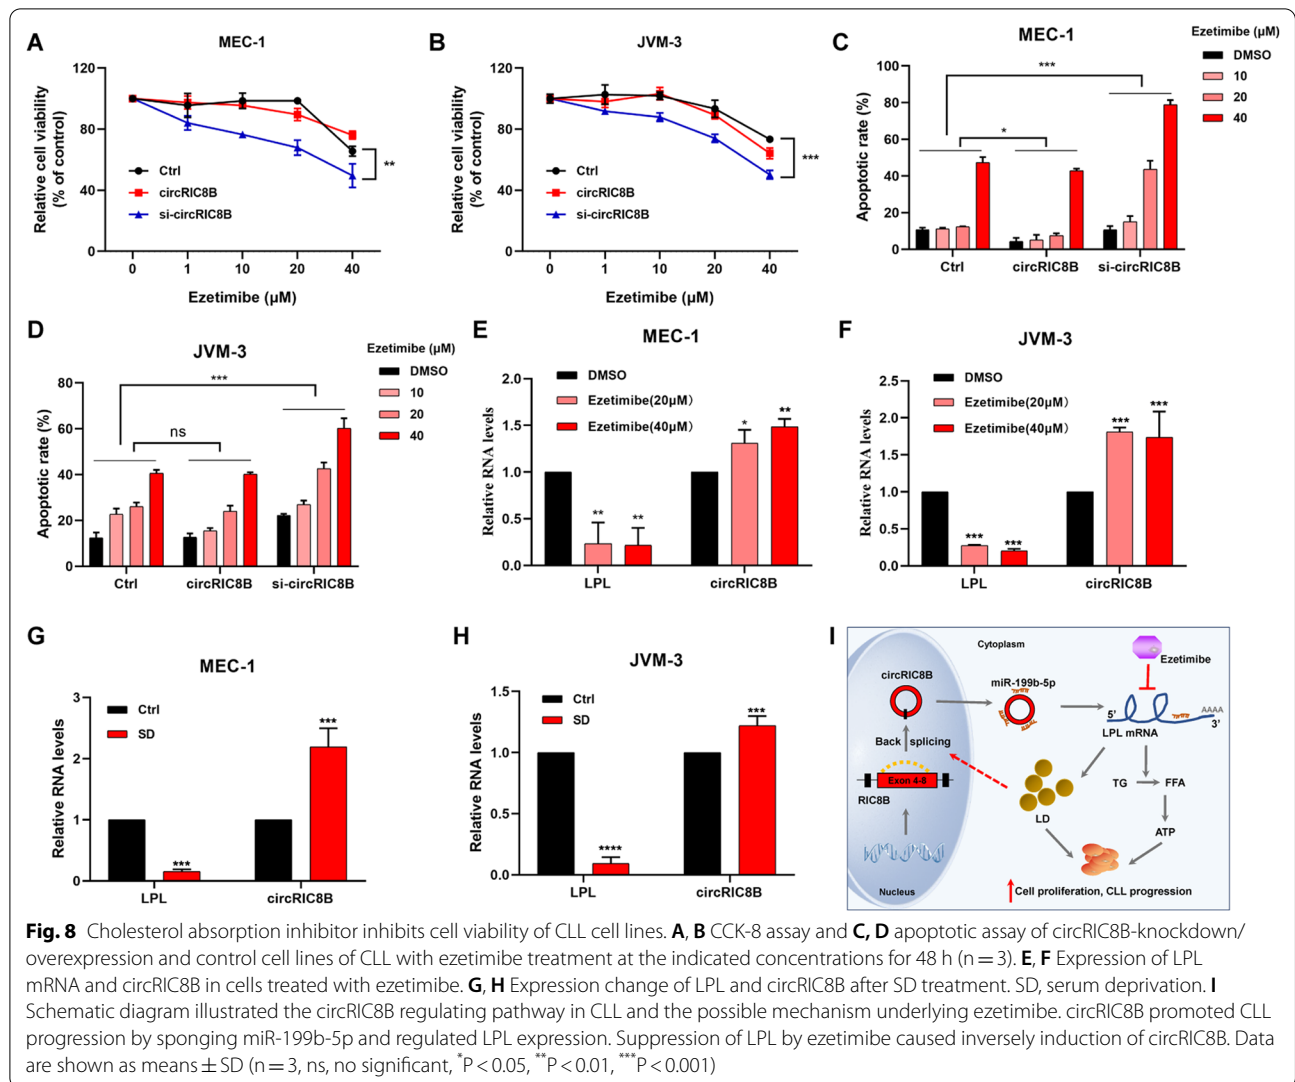 A
MEC-1
Relative cell viability
(% of control)
120
80
40
0
Ctrl
circRIC8B
si-circRIC8B
**
0 1 10 20 40
Ezetimibe (μM)
B
JVM-3
Relative cell viability
(% of control)
120
80
40
0
Ctrl
circRIC8B
si-circRIC8B
***
0 1 10 20 40
Ezetimibe (μM)
C
MEC-1
Ezetimibe (μM)
DMSO
10
20
40
Apoptotic rate (%)
100
80
60
40
20
0
***
*
Ctrl circRIC8B si-circRIC8B
D
JVM-3
Ezetimibe (μM)
DMSO
10
20
40
Apoptotic rate (%)
80
60
40
20
0
***
ns
Ctrl circRIC8B si-circRIC8B
E
MEC-1
DMSO
Ezetimibe(20μM)
Ezetimibe(40μM)
Relative RNA levels
2.0
1.5
1.0
0.5
0.0
** ** * **
LPL circRIC8B
F
JVM-3
DMSO
Ezetimibe(20μM)
Ezetimibe(40μM)
Relative RNA levels
2.5
2.0
1.5
1.0
0.5
0.0
*** *** *** ***
LPL circRIC8B
G
MEC-1
Ctrl
SD
Relative RNA levels
3
2
1
0
*** ***
LPL circRIC8B
H
JVM-3
Ctrl
SD
Relative RNA levels
1.5
1.0
0.5
0.0
**** ***
LPL circRIC8B
I
Cytoplasm
Ezetimibe
circRIC8B
miR-199b-5p
5'
AAAA
3'
LPL mRNA
Back splicing
Exon 4-8
RIC8B
TG FFA
LD
ATP
Nucleus
Cell proliferation, CLL progression
Fig. 8 Cholesterol absorption inhibitor inhibits cell viability of CLL cell lines. A, B CCK-8 assay and C, D apoptotic assay of circRIC8B-knockdown/
overexpression and control cell lines of CLL with ezetimibe treatment at the indicated concentrations for 48 h (n = 3). E, F Expression of LPL
mRNA and circRIC8B in cells treated with ezetimibe. G, H Expression change of LPL and circRIC8B after SD treatment. SD, serum deprivation. I
Schematic diagram illustrated the circRIC8B regulating pathway in CLL and the possible mechanism underlying ezetimibe. circRIC8B promoted CLL
progression by sponging miR-199b-5p and regulated LPL expression. Suppression of LPL by ezetimibe caused inversely induction of circRIC8B. Data
are shown as means ± SD (n = 3, ns, no significant, *P < 0.05, **P < 0.01, ***P < 0.001)